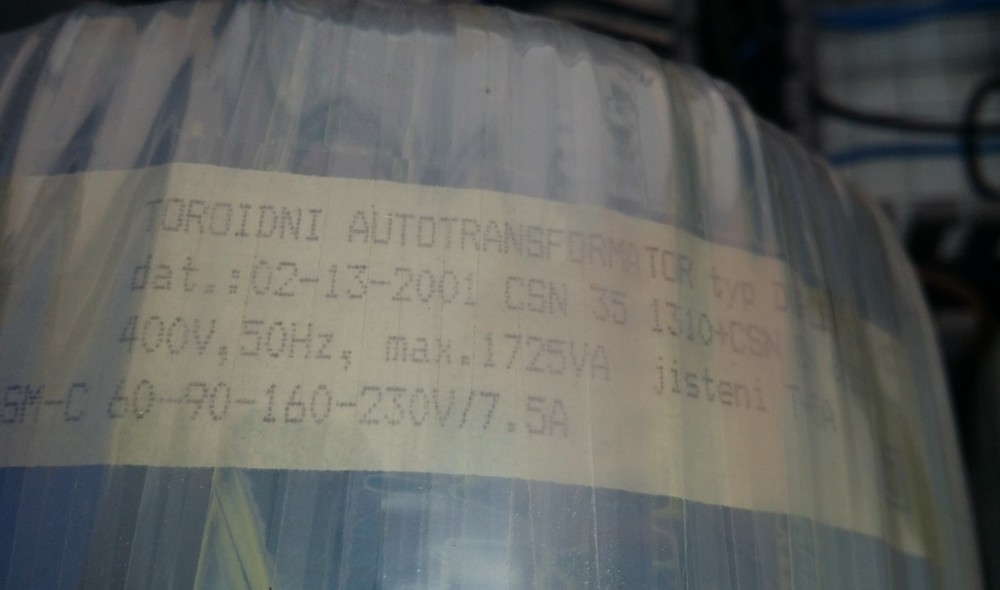 TOROIDNI AUTOTRANSFORMATOR typ
dat.:02-13-2001 CSN 35 1310+CSN
400V,50Hz, max.1725VA jisteni
SM-C 60-90-160-230V/7.5A